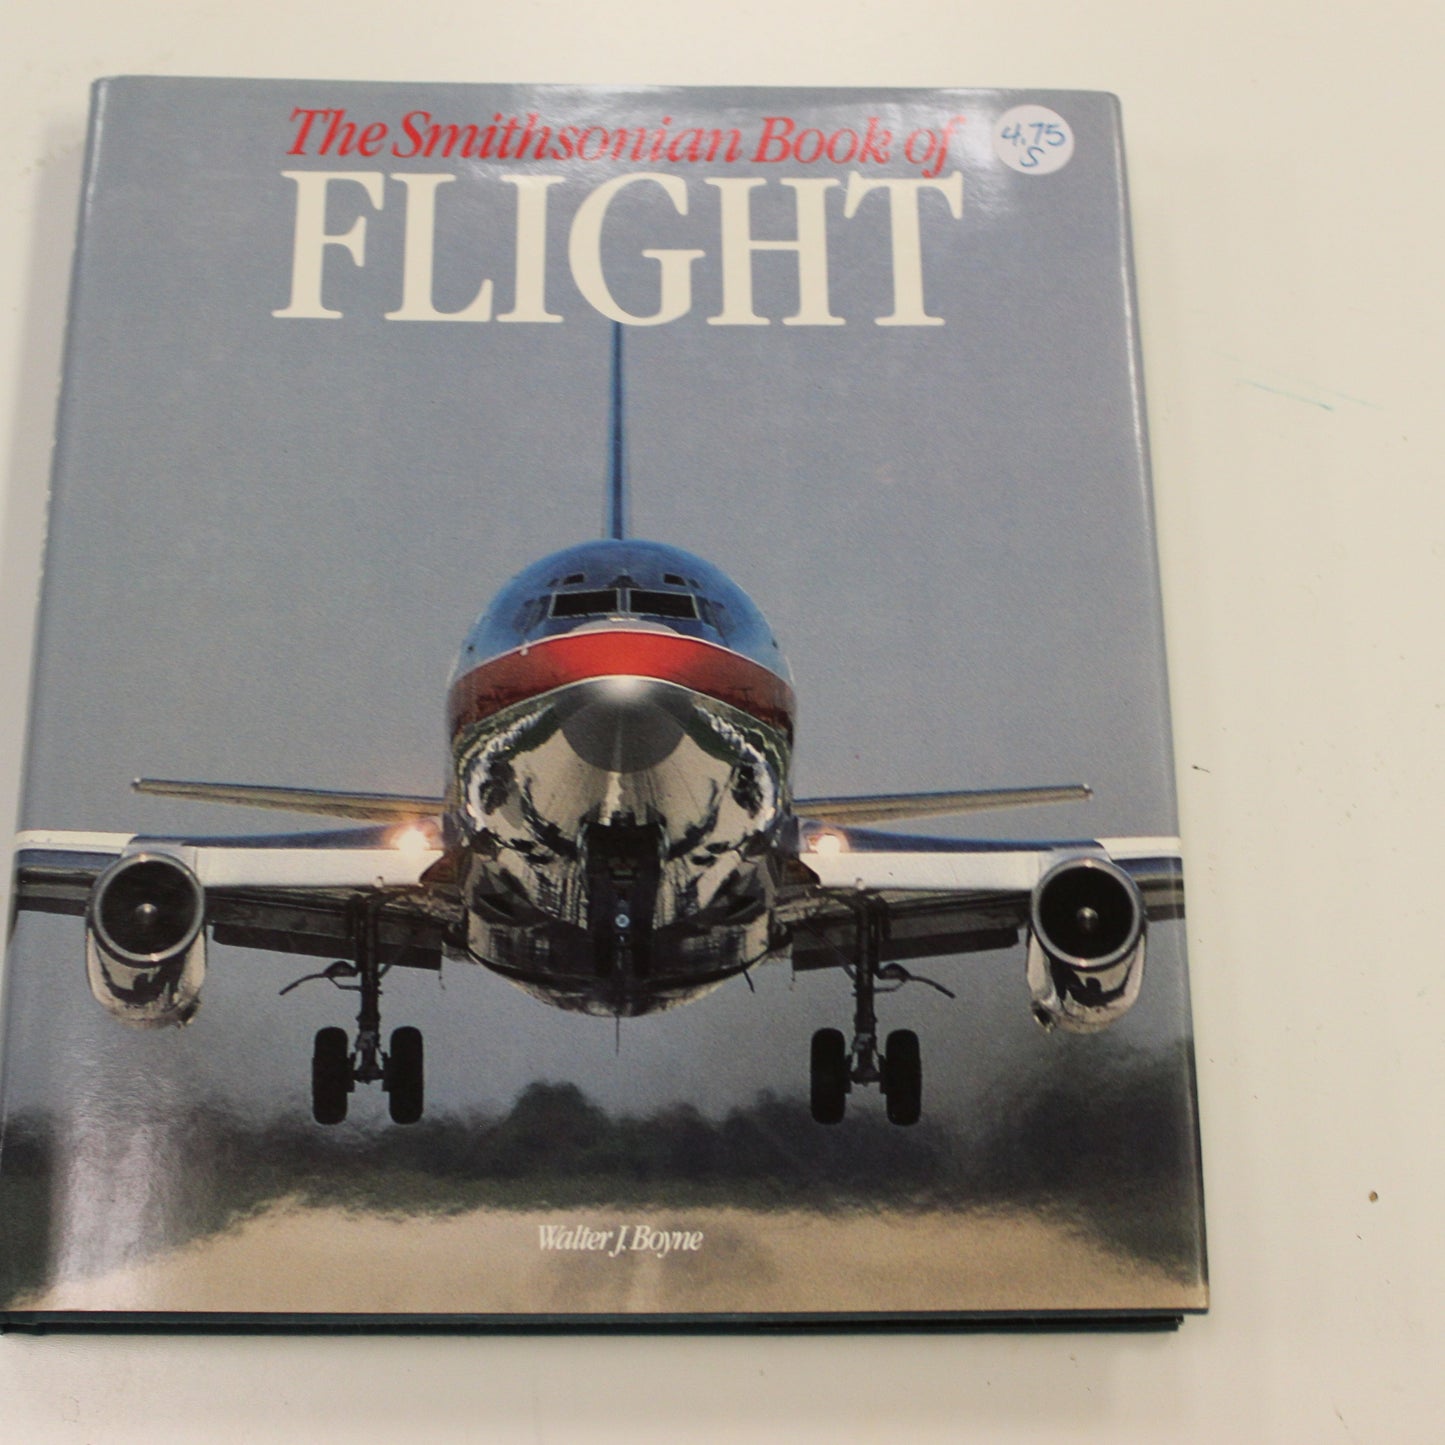 The Smithsonian Book of
FLIGHT
4.75
S
Walter J. Boyne